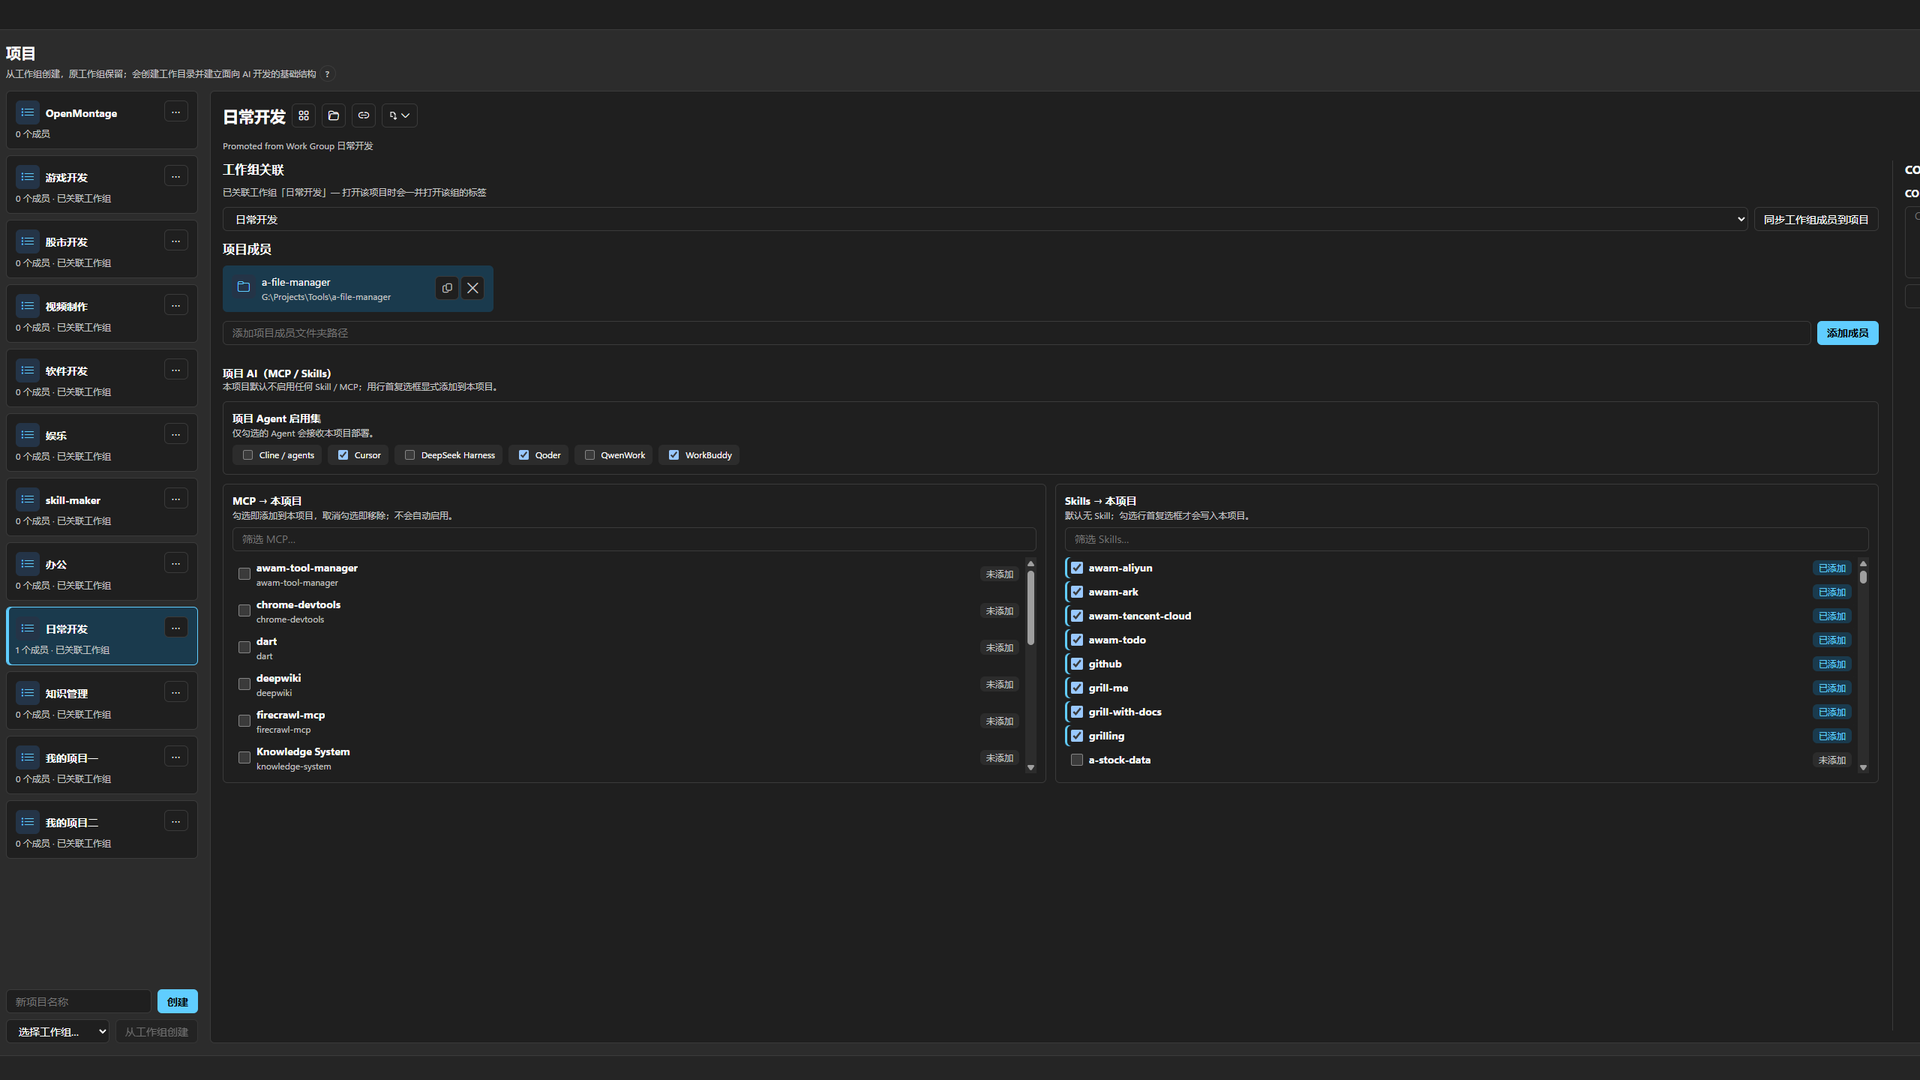 项目
从工作组创建，原工作组保留；会创建工作目录并建立面向 AI 开发的基础结构 ?
OpenMontage
0 个成员
游戏开发
0 个成员 · 已关联工作组
股市开发
0 个成员 · 已关联工作组
视频制作
0 个成员 · 已关联工作组
软件开发
0 个成员 · 已关联工作组
娱乐
0 个成员 · 已关联工作组
skill-maker
0 个成员 · 已关联工作组
办公
0 个成员 · 已关联工作组
日常开发
1 个成员 · 已关联工作组
知识管理
0 个成员 · 已关联工作组
我的项目一
0 个成员 · 已关联工作组
我的项目二
0 个成员 · 已关联工作组
新项目名称
创建
选择工作组...
从工作组创建
日常开发
Promoted from Work Group 日常开发
工作组关联
已关联工作组「日常开发」— 打开该项目时会一并打开该组的标签
日常开发
同步工作组成员到项目
项目成员
a-file-manager
G:\Projects\Tools\a-file-manager
添加项目成员文件夹路径
添加成员
项目 AI（MCP / Skills）
本项目默认不启用任何 Skill / MCP；用行首复选框显式添加到本项目。
项目 Agent 启用集
仅勾选的 Agent 会接收本项目部署。
Cline / agents
Cursor
DeepSeek Harness
Qoder
QwenWork
WorkBuddy
MCP → 本项目
勾选即添加到本项目，取消勾选即移除；不会自动启用。
筛选 MCP...
awam-tool-manager
awam-tool-manager
未添加
chrome-devtools
chrome-devtools
未添加
dart
dart
未添加
deepwiki
deepwiki
未添加
firecrawl-mcp
firecrawl-mcp
未添加
Knowledge System
knowledge-system
未添加
Skills → 本项目
默认无 Skill；勾选行首复选框才会写入本项目。
筛选 Skills...
awam-aliyun
已添加
awam-ark
已添加
awam-tencent-cloud
已添加
awam-todo
已添加
github
已添加
grill-me
已添加
grill-with-docs
已添加
grilling
已添加
a-stock-data
未添加
CO
CO